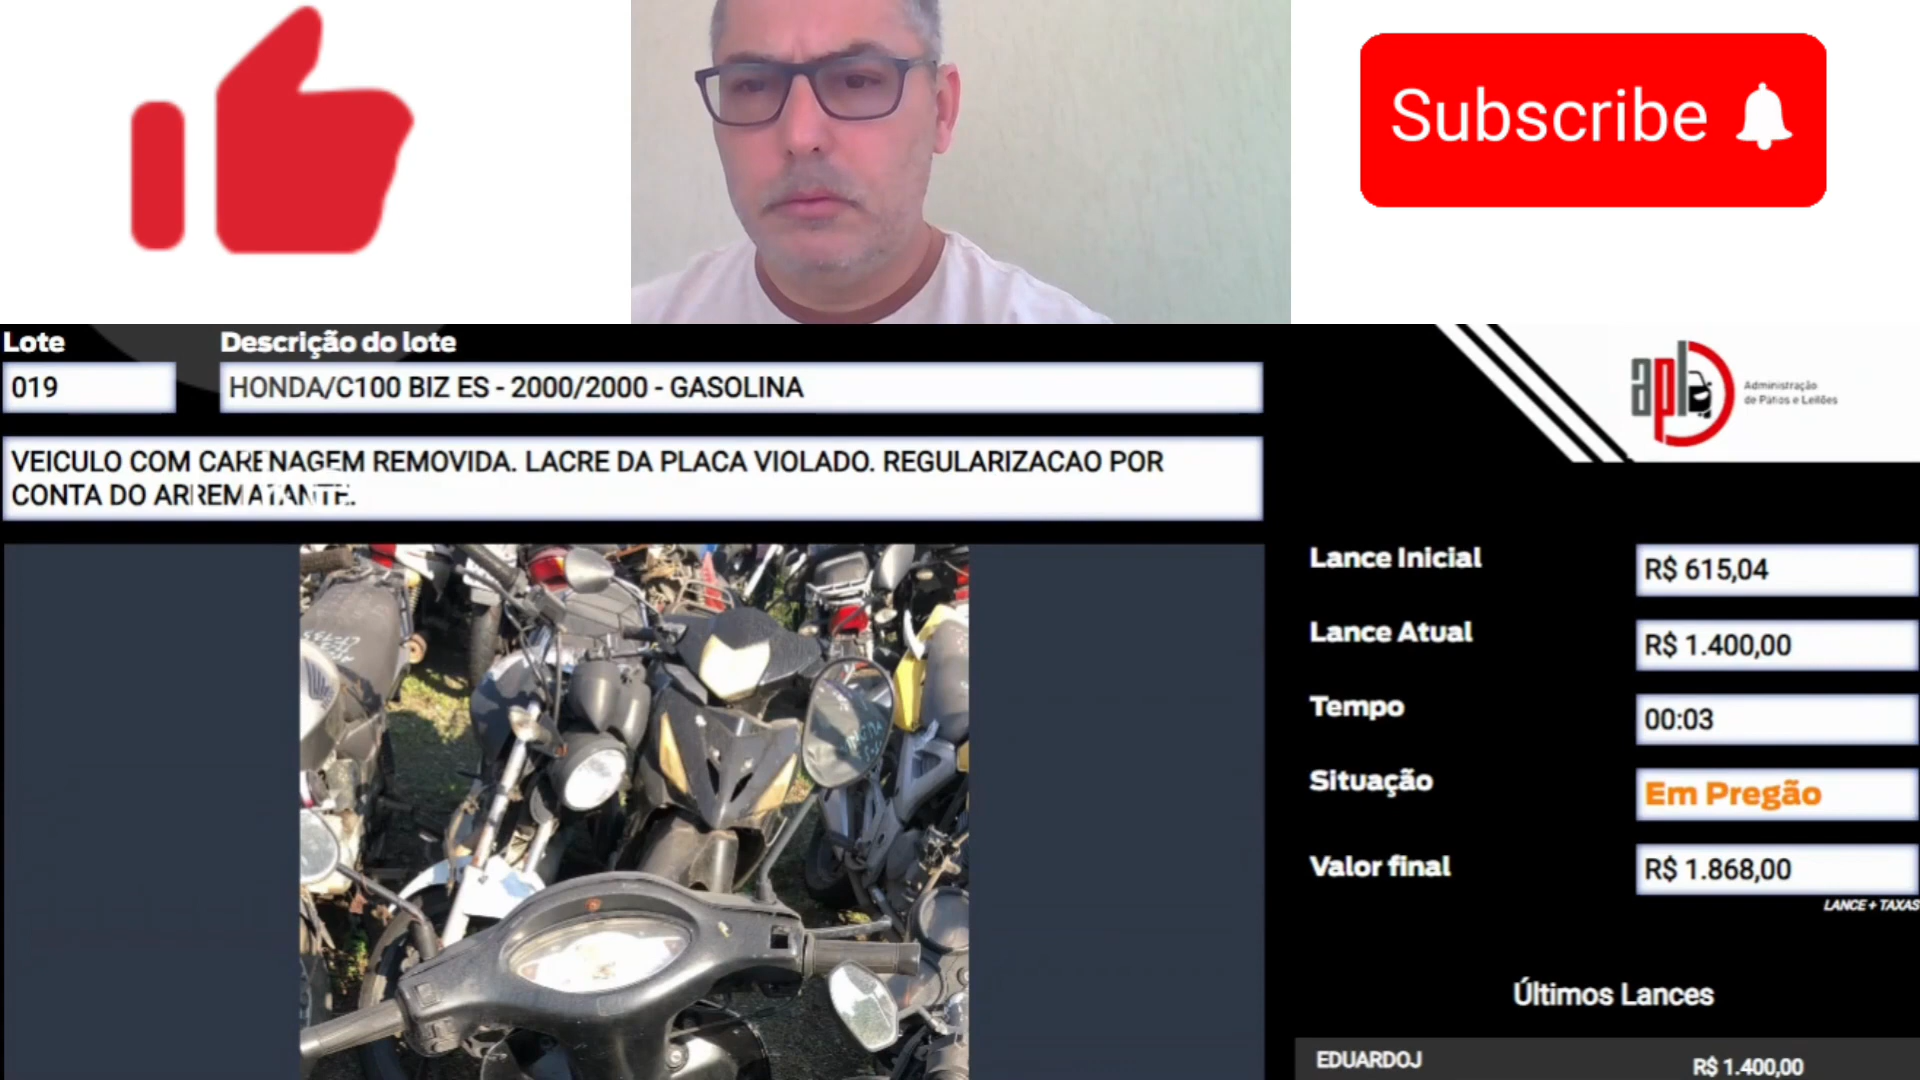 Subscribe
Lote
Descrição do lote
019
HONDA/C100 BIZ ES - 2000/2000 - GASOLINA
apl
Administração
de Pátios e Leilões
VEICULO COM CARENAGEM REMOVIDA. LACRE DA PLACA VIOLADO. REGULARIZACAO POR
CONTA DO ARREMATANTE.
Lance Inicial
R$ 615,04
Lance Atual
R$ 1.400,00
Tempo
00:03
Situação
Em Pregão
Valor final
R$ 1.868,00
LANCE + TAXAS
Últimos Lances
EDUARDOJ
R$ 1.400,00